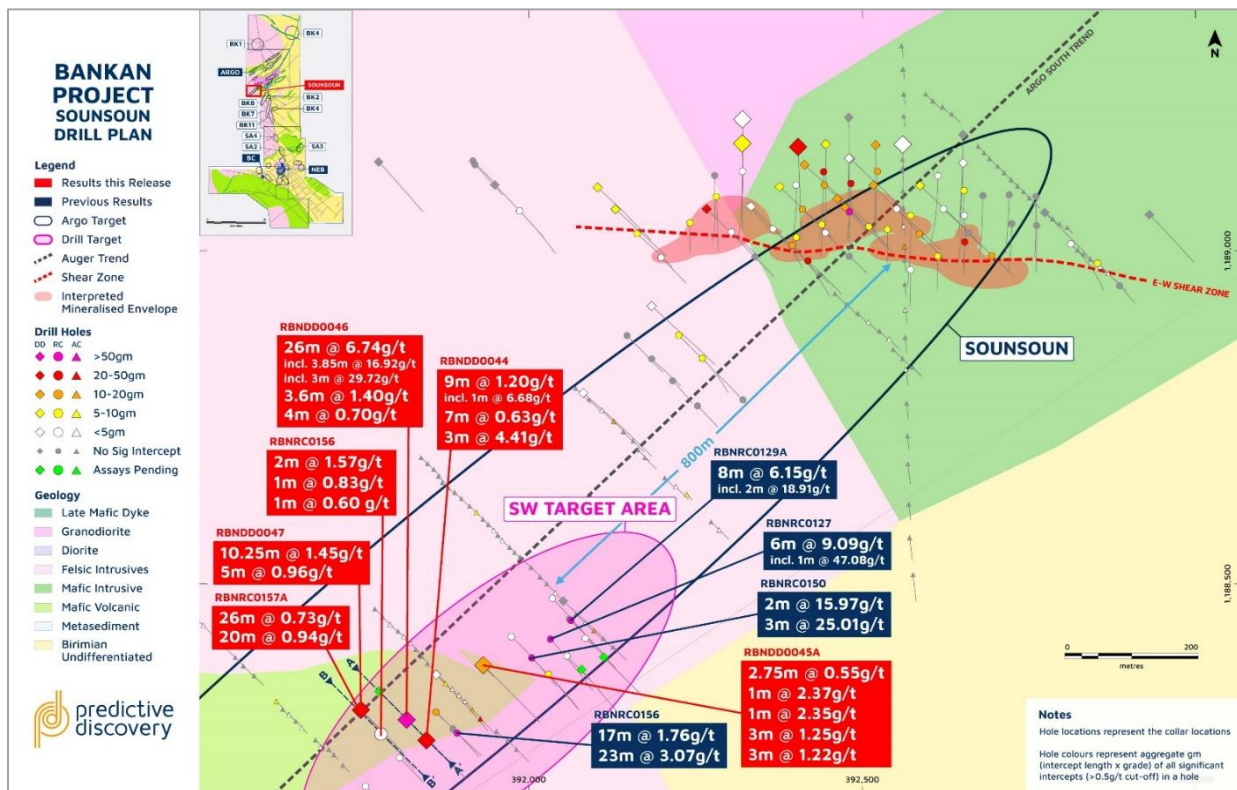 BANKAN
PROJECT
SOUNSOUN
DRILL PLAN
Legend
Results this Release
Previous Results
Argo Target
Drill Target
Auger Trend
Shear Zone
Interpreted
Mineralised Envelope
Drill Holes
DD RC AC
>50gm
20-50gm
10-20gm
5-10gm
<5gm
No Sig Intercept
Assays Pending
Geology
Late Mafic Dyke
Granodiorite
Diorite
Felsic Intrusives
Mafic Intrusive
Mafic Volcanic
Metasediment
Birimian
Undifferentiated
predictive
discovery
BK1
BK4
ARGO
SOUNSOUN
BK8
BK2
BK7
BK4
BK11
SA4
SA2
SA3
BC
NEB
N
ARGO SOUTH TREND
1,189,000
E-W SHEAR ZONE
SOUNSOUN
800m
SW TARGET AREA
RBNDD0046
26m @ 6.74g/t
incl. 3.85m @ 16.92g/t
incl. 3m @ 29.72g/t
3.6m @ 1.40g/t
4m @ 0.70g/t
RBNDD0044
9m @ 1.20g/t
incl. 1m @ 6.68g/t
7m @ 0.63g/t
3m @ 4.41g/t
RBNRC0156
2m @ 1.57g/t
1m @ 0.83g/t
1m @ 0.60 g/t
RBNDD0047
10.25m @ 1.45g/t
5m @ 0.96g/t
RBNRC0157A
26m @ 0.73g/t
20m @ 0.94g/t
RBNRC0129A
8m @ 6.15g/t
incl. 2m @ 18.91g/t
RBNRC0127
6m @ 9.09g/t
incl. 1m @ 47.08g/t
RBNRC0150
2m @ 15.97g/t
3m @ 25.01g/t
RBNDD0045A
2.75m @ 0.55g/t
1m @ 2.37g/t
1m @ 2.35g/t
3m @ 1.25g/t
3m @ 1.22g/t
RBNRC0156
17m @ 1.76g/t
23m @ 3.07g/t
A
B
A'
B'
1,188,500
0 200
metres
392,000
392,500
Notes
Hole locations represent the collar locations
Hole colours represent aggregate gm
(intercept length x grade) of all significant
intercepts (>0.5g/t cut-off) in a hole